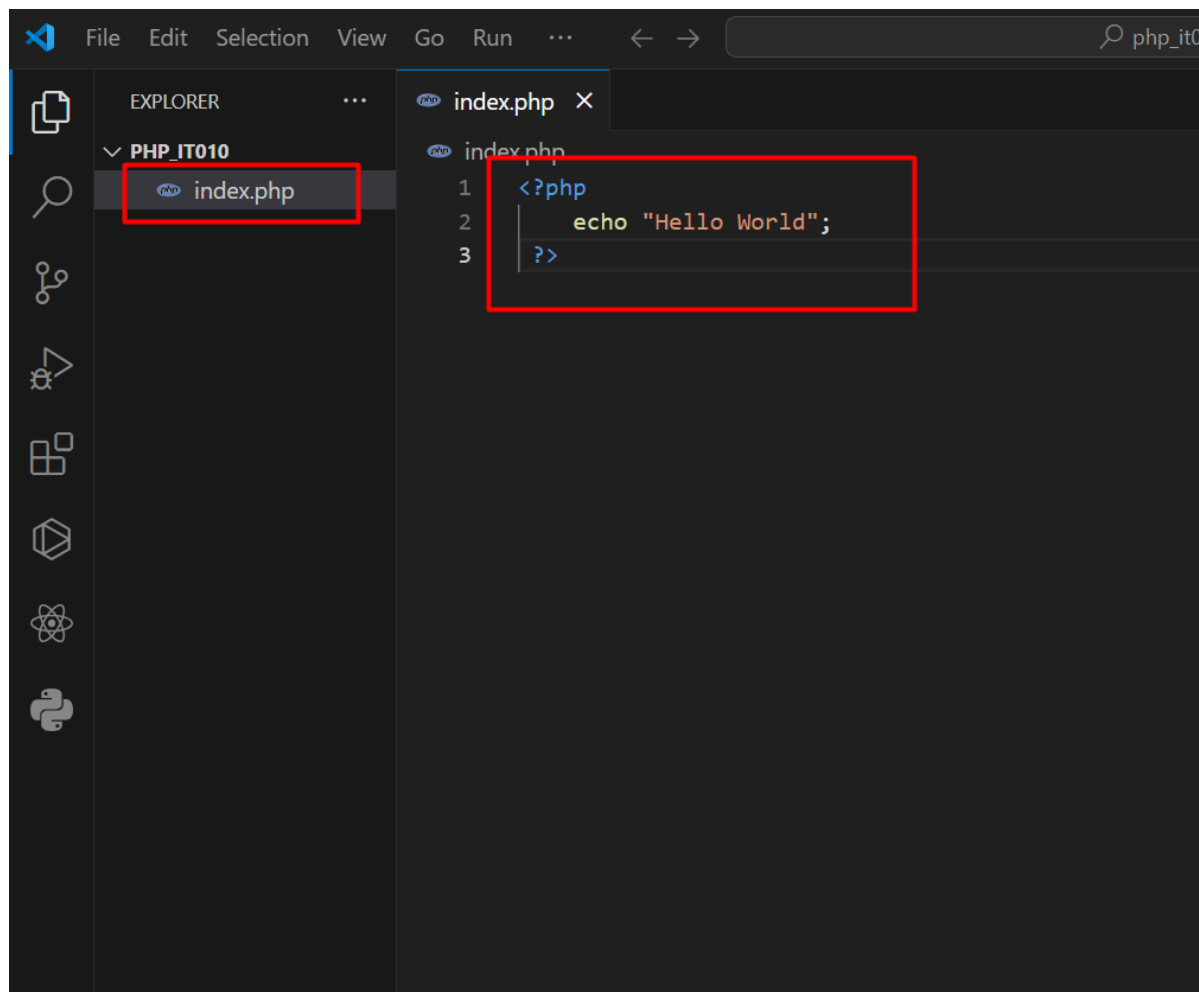 File Edit Selection View Go Run ··· php_it0
EXPLORER ···
index.php
PHP_IT010
index.php
index.php
1 <?php
2 echo "Hello World";
3 ?>